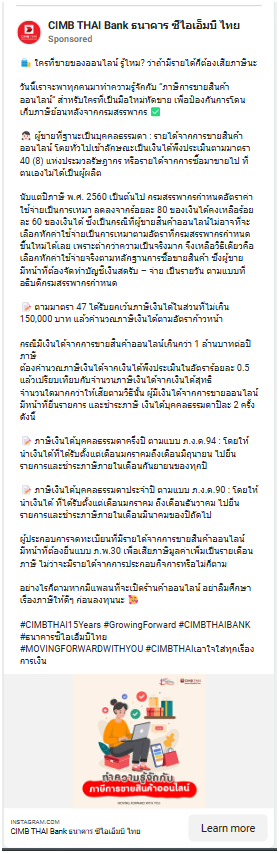 CIMB THAI Bank ธนาคาร ซีไอเอ็มบี ไทย
Sponsored
🛍️ ใครที่ขายของออนไลน์ รู้ไหม? ว่าถ้ามีรายได้ก็ต้องเสียภาษีนะ
วันนี้เราจะพาทุกคนมาทำความรู้จักกับ "ภาษีการขายสินค้า
ออนไลน์" สำหรับใครที่เป็นมือใหม่หัดขาย เพื่อป้องกันการโดน
เก็บภาษีย้อนหลังจากกรมสรรพากร ✅
ผู้ขายที่ฐานะเป็นบุคคลธรรมดา : รายได้จากการขายสินค้า
ออนไลน์ โดยทั่วไปเข้าลักษณะเป็นเงินได้พึงประเมินตามมาตรา
40 (8) แห่งประมวลรัษฎากร หรือรายได้จากการซื้อมาขายไป ที่
ตนเองไม่ได้เป็นผู้ผลิต
นับแต่ปีภาษี พ.ศ. 2560 เป็นต้นไป กรมสรรพากรกำหนดอัตราค่า
ใช้จ่ายเป็นการเหมา ลดลงจากร้อยละ 80 ของเงินได้คงเหลือร้อย
ละ 60 ของเงินได้ ซึ่งเป็นกรณีที่ผู้ขายสินค้าออนไลน์ไม่อาจที่จะ
เลือกหักค่าใช้จ่ายเป็นการเหมาตามอัตราที่กรมสรรพากรกำหนด
ขึ้นใหม่ได้เลย เพราะต่ำกว่าความเป็นจริงมาก จึงเหลือวิธีเดียวคือ
เลือกหักค่าใช้จ่ายจริงตามหลักฐานการซื้อขายสินค้า ซึ่งผู้ขาย
มีหน้าที่ต้องจัดทำบัญชีเงินสดรับ – จ่าย เป็นรายวัน ตามแบบที่
อธิบดีกรมสรรพากรกำหนด
📝 ตามมาตรา 47 ได้รับยกเว้นภาษีเงินได้ในส่วนที่ไม่เกิน
150,000 บาท แล้วคำนวณภาษีเงินได้ตามอัตราก้าวหน้า
กรณีมีเงินได้จากการขายสินค้าออนไลน์เกินกว่า 1 ล้านบาทต่อปี
ภาษี
ต้องคำนวณภาษีเงินได้จากเงินได้พึงประเมินในอัตราร้อยละ 0.5
แล้วเปรียบเทียบกับจำนวนภาษีเงินได้จากเงินได้สุทธิ
จำนวนใดมากกว่าให้เสียตามวิธีนั้น ผู้มีเงินได้จากการขายออนไลน์
มีหน้าที่ยื่นรายการ และชำระภาษี เงินได้บุคคลธรรมดาปีละ 2 ครั้ง
ดังนี้
📝 ภาษีเงินได้บุคคลธรรมดาครึ่งปี ตามแบบ ภ.ง.ด.94 : โดยให้
นำเงินได้ที่ได้รับตั้งแต่เดือนมกราคมถึงเดือนมิถุนายน ไปยื่น
รายการและชำระภาษีภายในเดือนกันยายนของทุกปี
📝 ภาษีเงินได้บุคคลธรรมดาประจำปี ตามแบบ ภ.ง.ด.90 : โดยให้
นำเงินได้ ที่ได้รับตั้งแต่เดือนมกราคม ถึงเดือนธันวาคม ไปยื่น
รายการและชำระภาษีภายในเดือนมีนาคมของปีถัดไป
ผู้ประกอบการจดทะเบียนที่มีรายได้จากการขายสินค้าออนไลน์
มีหน้าที่ต้องยื่นแบบ ภ.พ.30 เพื่อเสียภาษีมูลค่าเพิ่มเป็นรายเดือน
ภาษี ไม่ว่าจะมีรายได้จากการประกอบกิจการหรือไม่ก็ตาม
อย่างไรก็ตามหากมีแพลนที่จะเปิดร้านค้าออนไลน์ อย่าลืมศึกษา
เรื่องภาษีให้ดีๆ ก่อนลงทุนนะ 🥰
#CIMBTHAI15Years #GrowingForward #CIMBTHAIBANK
#ธนาคารซีไอเอ็มบีไทย
#MOVINGFORWARDWITHYOU #CIMBTHAIเอาใจใส่ทุกเรื่อง
การเงิน
CIMB THAI
ทำความรู้จักกับ
ภาษีการขายสินค้าออนไลน์
MOVING FORWARD WITH YOU
INSTAGRAM.COM
CIMB THAI Bank ธนาคาร ซีไอเอ็มบี ไทย
Learn more